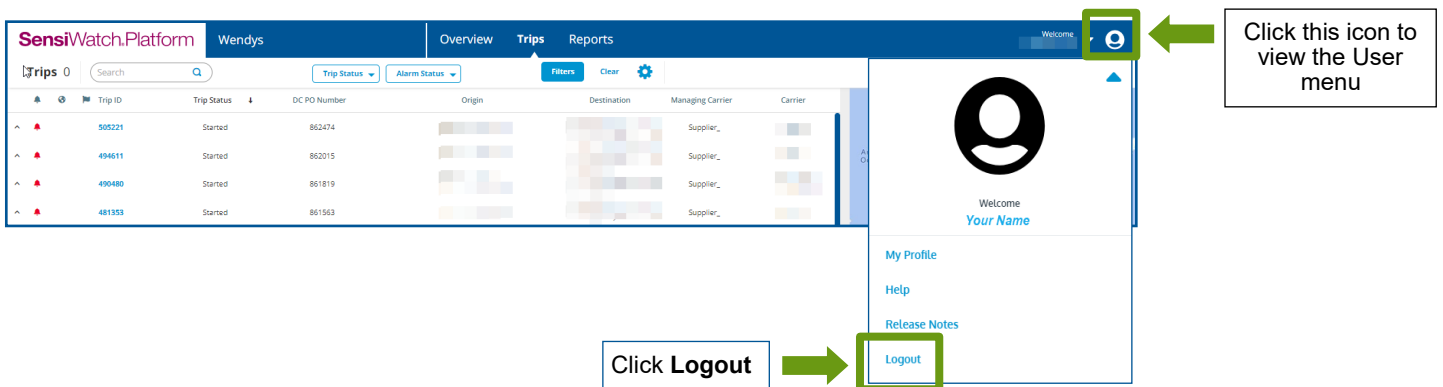 SensiWatch Platform Wendys Overview Trips Reports Welcome
Click this icon to
view the User
menu
Trips 0 Search Trip Status Alarm Status Filters Clear
Trip ID Trip Status DC PO Number Origin Destination Managing Carrier Carrier
505221 Started 862474 Supplier_
494611 Started 862015 Supplier_
490480 Started 861819 Supplier_
481353 Started 861563 Supplier_
Welcome
Your Name
My Profile
Help
Release Notes
Logout
Click Logout